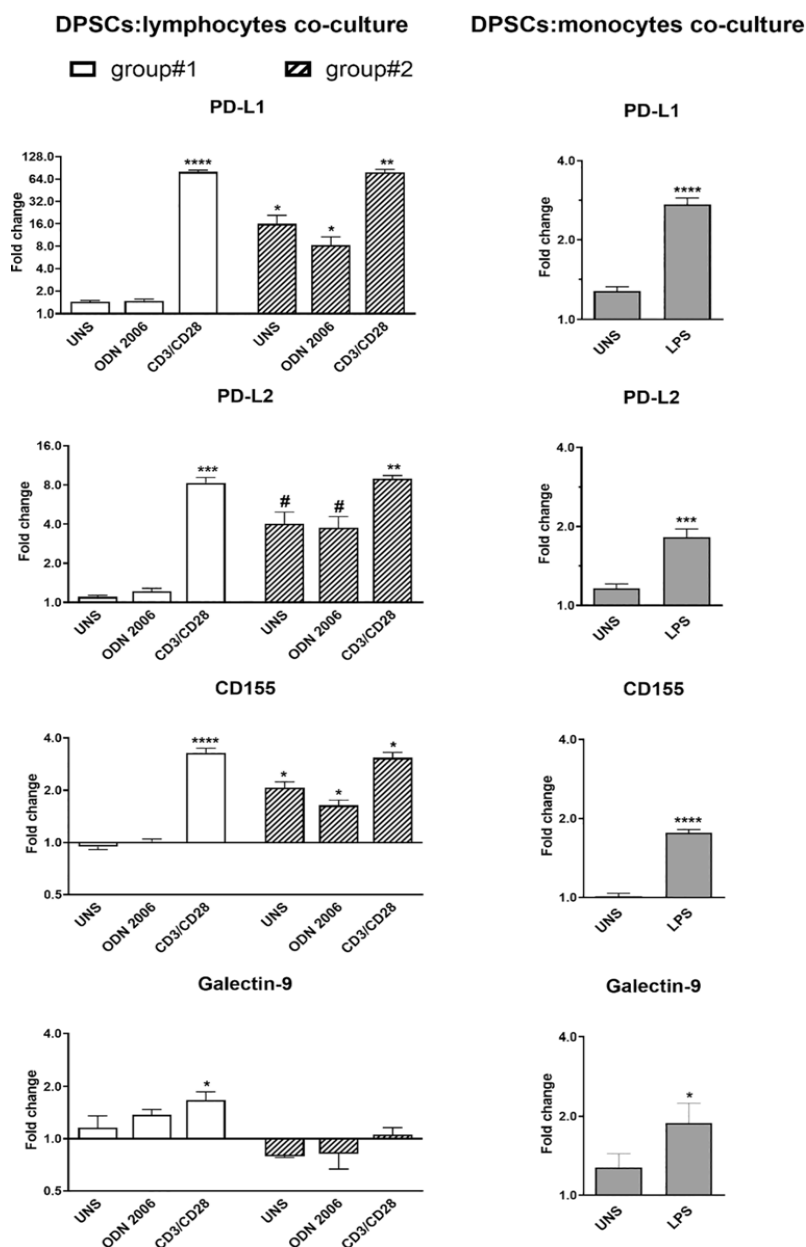 DPSCs:lymphocytes co-culture
DPSCs:monocytes co-culture
group#1
group#2
PD-L1
Fold change
128.0
64.0
32.0
16.0
8.0
4.0
2.0
1.0
****
*
*
**
UNS
ODN 2006
CD3/CD28
UNS
ODN 2006
CD3/CD28
PD-L1
Fold change
4.0
2.0
1.0
****
UNS
LPS
PD-L2
Fold change
16.0
8.0
4.0
2.0
1.0
***
#
#
**
UNS
ODN 2006
CD3/CD28
UNS
ODN 2006
CD3/CD28
PD-L2
Fold change
4.0
2.0
1.0
***
UNS
LPS
CD155
Fold change
4.0
2.0
1.0
0.5
****
*
*
*
UNS
ODN 2006
CD3/CD28
UNS
ODN 2006
CD3/CD28
CD155
Fold change
4.0
2.0
1.0
****
UNS
LPS
Galectin-9
Fold change
4.0
2.0
1.0
0.5
*
UNS
ODN 2006
CD3/CD28
UNS
ODN 2006
CD3/CD28
Galectin-9
Fold change
4.0
2.0
1.0
*
UNS
LPS